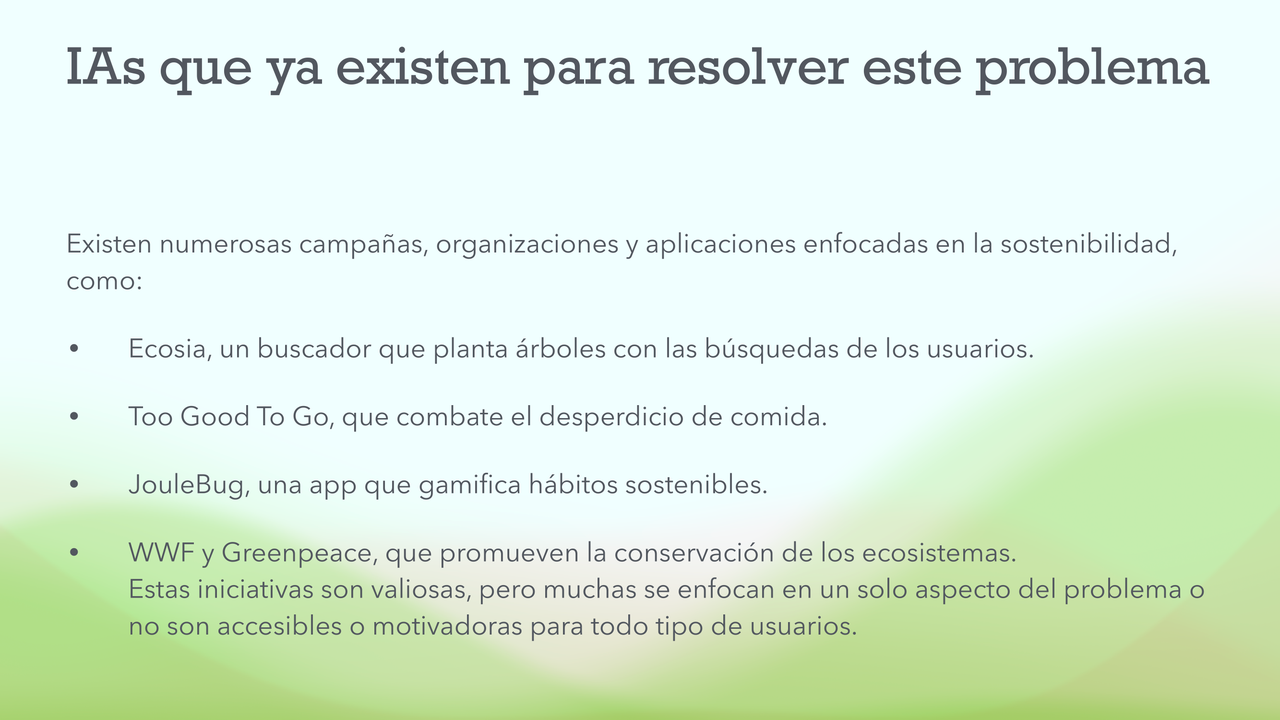 IAs que ya existen para resolver este problema
Existen numerosas campañas, organizaciones y aplicaciones enfocadas en la sostenibilidad,
como:
• Ecosia, un buscador que planta árboles con las búsquedas de los usuarios.
• Too Good To Go, que combate el desperdicio de comida.
• JouleBug, una app que gamifica hábitos sostenibles.
• WWF y Greenpeace, que promueven la conservación de los ecosistemas.
Estas iniciativas son valiosas, pero muchas se enfocan en un solo aspecto del problema o
no son accesibles o motivadoras para todo tipo de usuarios.